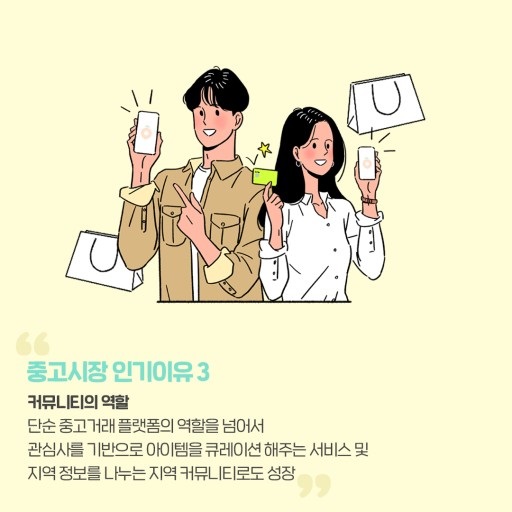 중고시장 인기이유 3
커뮤니티의 역할
단순 중고거래 플랫폼의 역할을 넘어서
관심사를 기반으로 아이템을 큐레이션 해주는 서비스 및
지역 정보를 나누는 지역 커뮤니티로도 성장